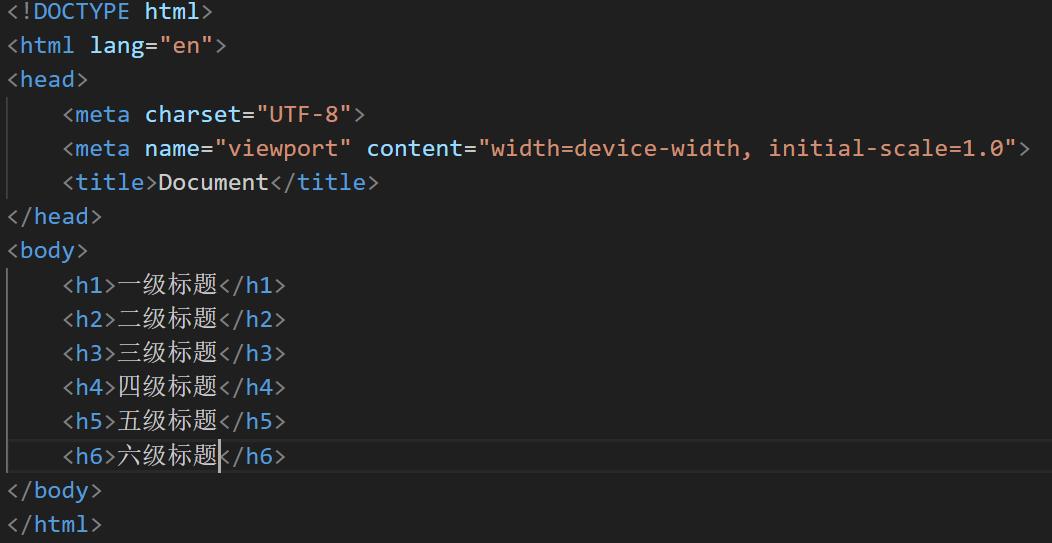 <!DOCTYPE html>
<html lang="en">
<head>
    <meta charset="UTF-8">
    <meta name="viewport" content="width=device-width, initial-scale=1.0">
    <title>Document</title>
</head>
<body>
    <h1>一级标题</h1>
    <h2>二级标题</h2>
    <h3>三级标题</h3>
    <h4>四级标题</h4>
    <h5>五级标题</h5>
    <h6>六级标题</h6>
</body>
</html>